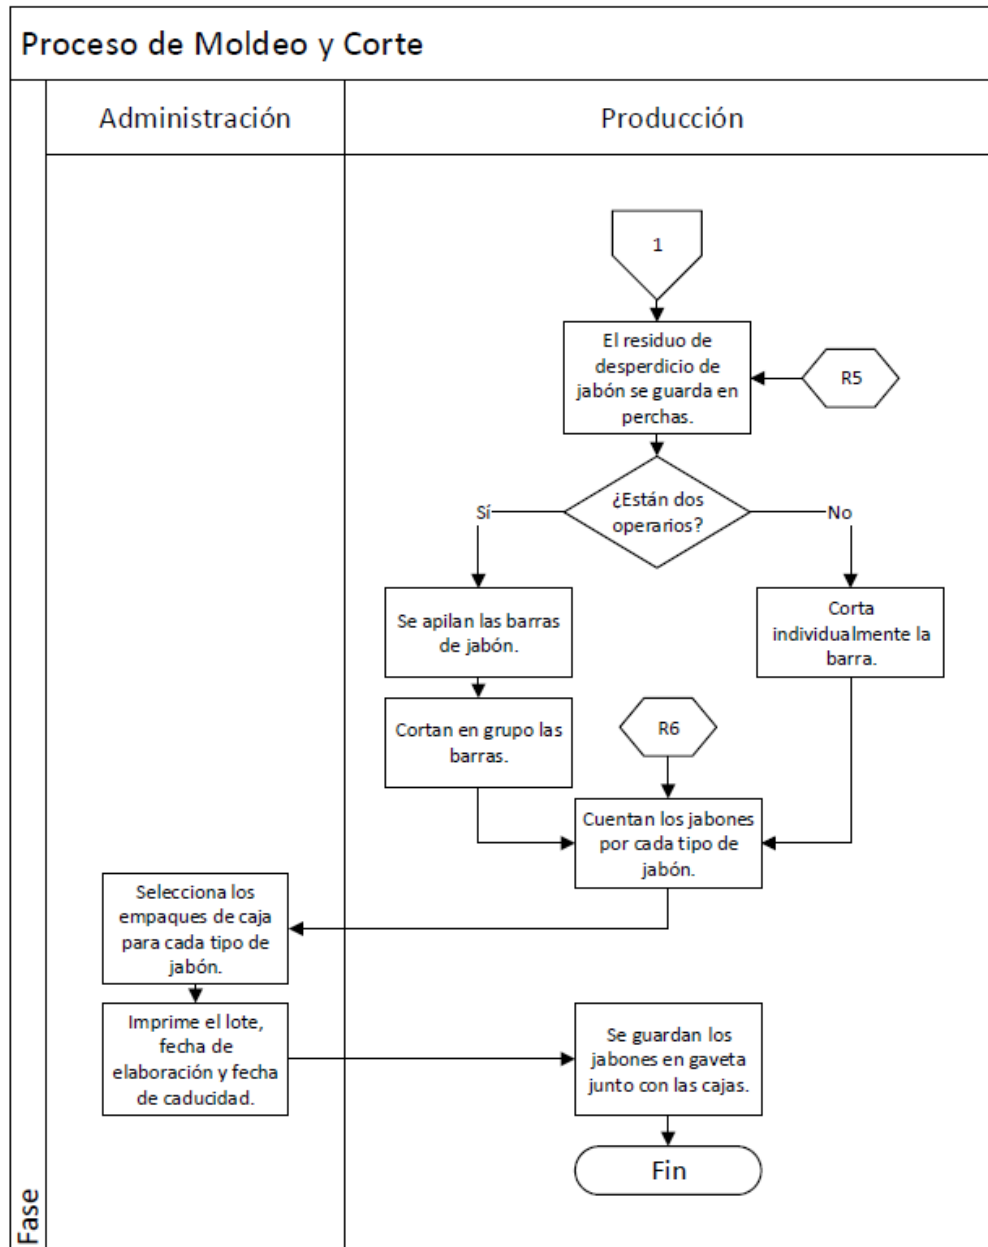 Proceso de Moldeo y Corte
Administración
Producción
1
El residuo de
desperdicio de
jabón se guarda en
perchas.
R5
¿Están dos
operarios?
Sí
No
Se apilan las barras
de jabón.
Corta
individualmente la
barra.
Cortan en grupo las
barras.
R6
Cuentan los jabones
por cada tipo de
jabón.
Selecciona los
empaques de caja
para cada tipo de
jabón.
Imprime el lote,
fecha de
elaboración y fecha
de caducidad.
Se guardan los
jabones en gaveta
junto con las cajas.
Fin
Fase